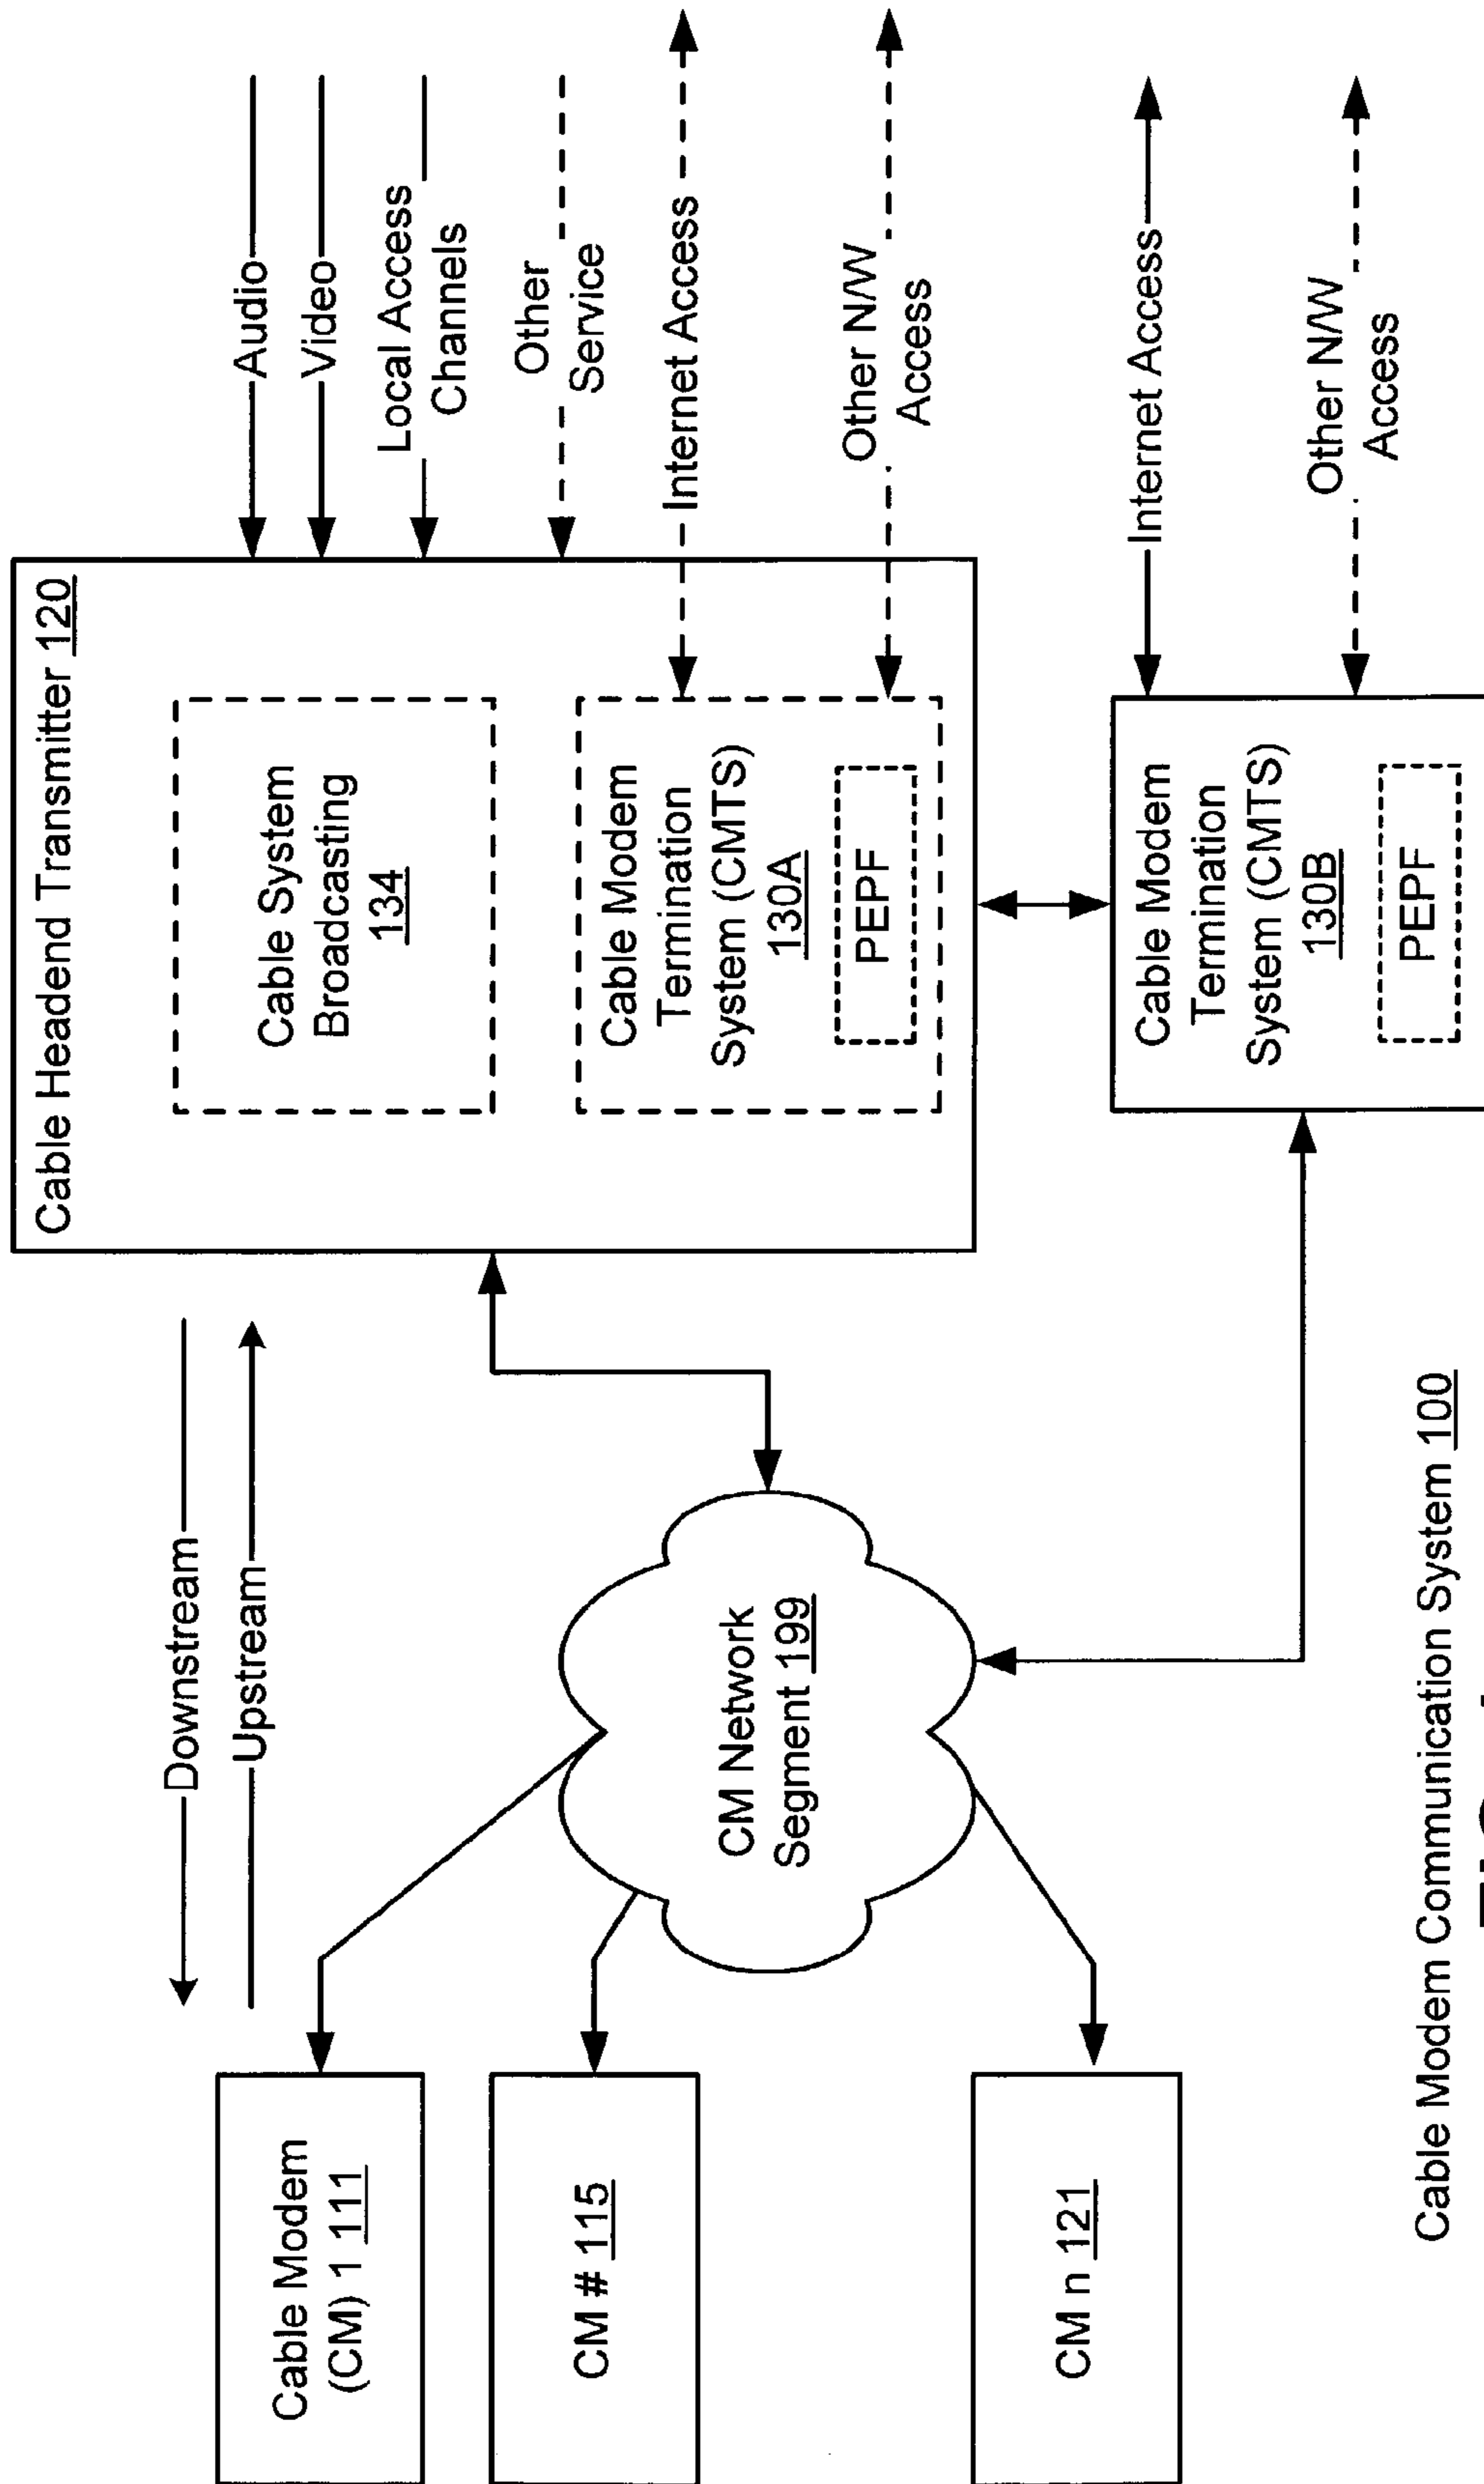 Cable Modem
(CM) 1 111
CM # 115
CM n 121
Downstream
Upstream
CM Network
Segment 199
Cable Headend Transmitter 120
Cable System
Broadcasting
134
Cable Modem
Termination
System (CMTS)
130A
PEPF
Audio
Video
Local Access
Channels
Other
Service
Internet Access
Other N/W
Access
Cable Modem
Termination
System (CMTS)
130B
PEPF
Internet Access
Other N/W
Access
Cable Modem Communication System 100